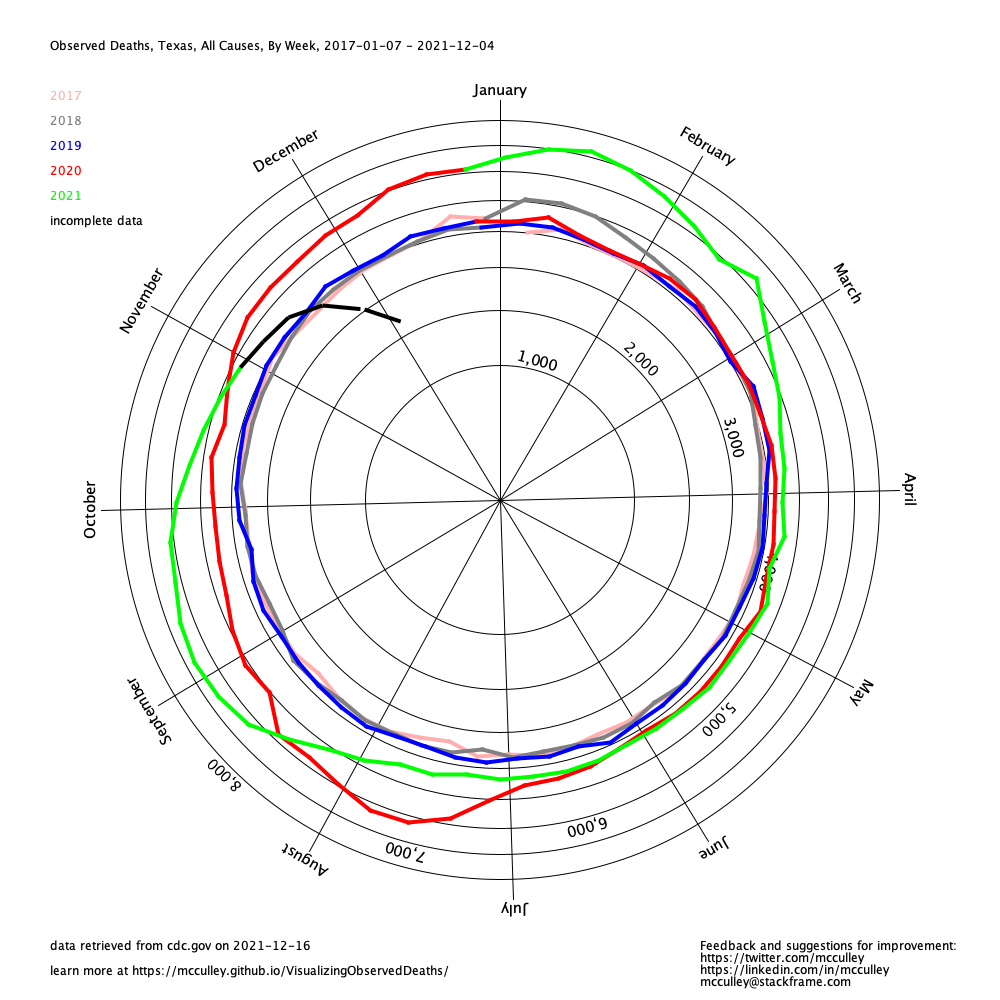 Observed Deaths, Texas, All Causes, By Week, 2017-01-07 - 2021-12-04
2017
2018
2019
2020
2021
incomplete data
January
February
March
April
May
June
July
August
September
October
November
December
1,000
2,000
3,000
4,000
5,000
6,000
7,000
8,000
data retrieved from cdc.gov on 2021-12-16
learn more at https://mcculley.github.io/VisualizingObservedDeaths/
Feedback and suggestions for improvement:
https://twitter.com/mcculley
https://linkedin.com/in/mcculley
mcculley@stackframe.com